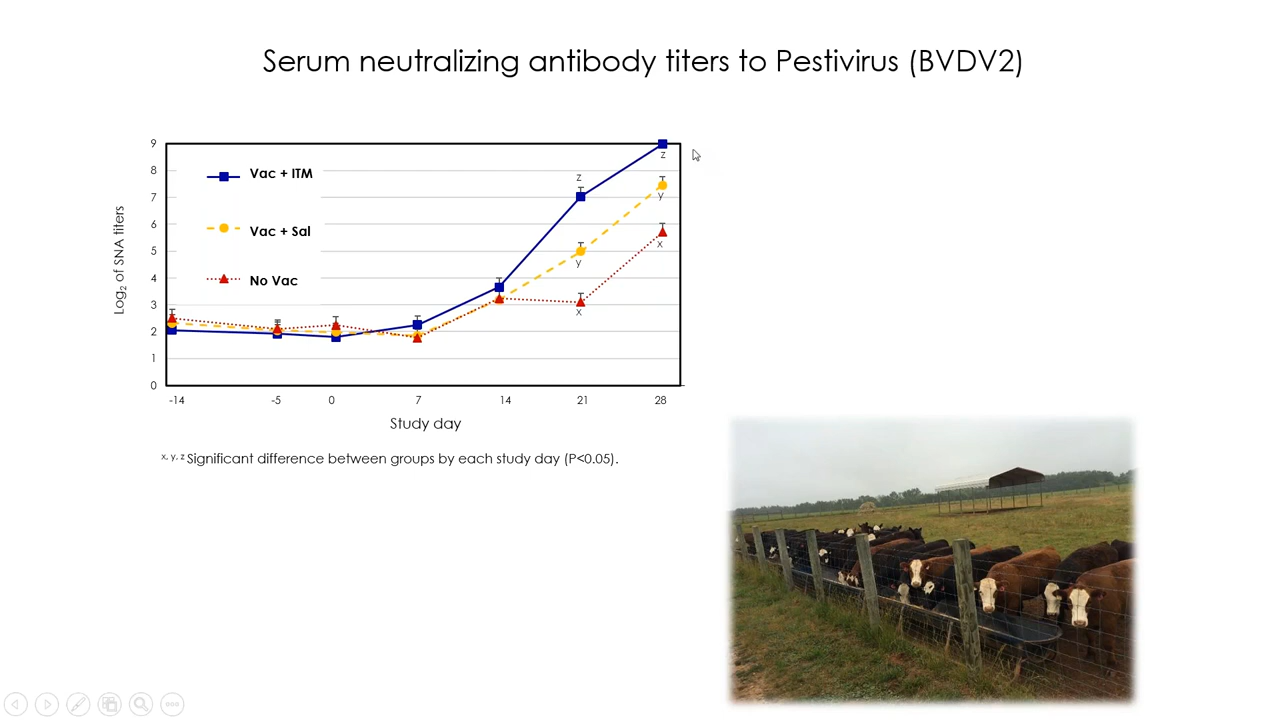 Serum neutralizing antibody titers to Pestivirus (BVDV2)
9
8
7
6
5
4
3
2
1
0
Log2 of SNA titers
Vac + ITM
Vac + Sal
No Vac
z
z
y
y
x
x
-14 -5 0 7 14 21 28
Study day
x, y, z Significant difference between groups by each study day (P<0.05).